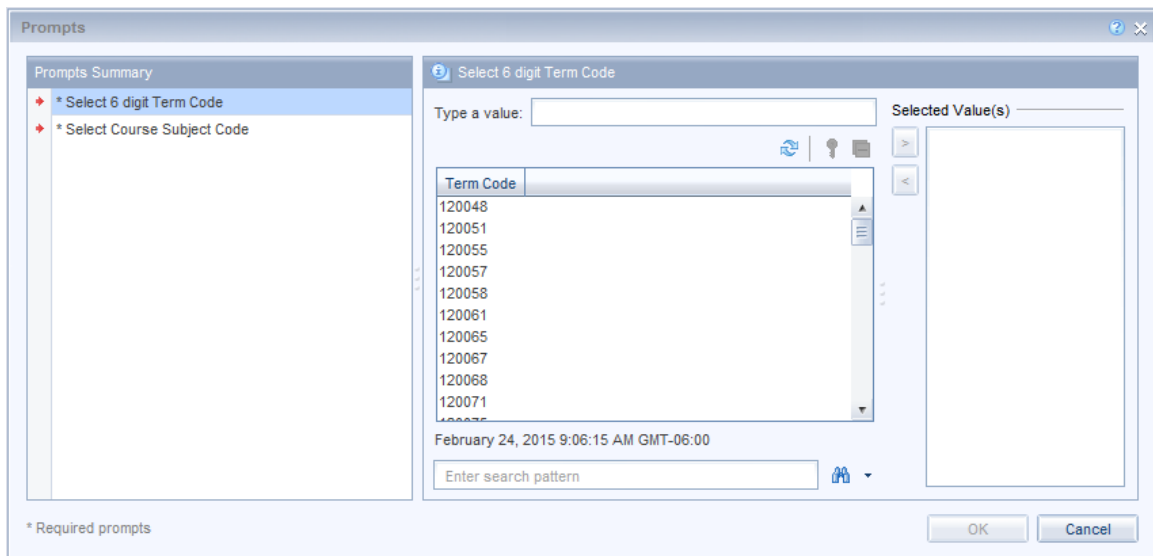 Prompts
Prompts Summary
* Select 6 digit Term Code
* Select Course Subject Code
Select 6 digit Term Code
Type a value:
Selected Value(s)
>
<
Term Code
120048
120051
120055
120057
120058
120061
120065
120067
120068
120071
February 24, 2015 9:06:15 AM GMT-06:00
Enter search pattern
* Required prompts
OK
Cancel